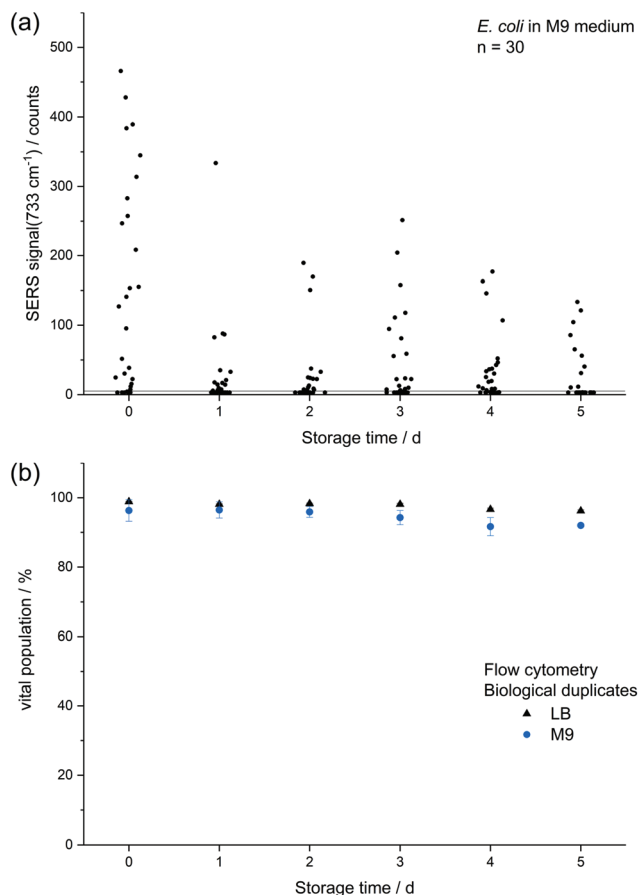 (a)
E. coli in M9 medium
n = 30
500
400
300
200
100
0
SERS signal(733 cm⁻¹) / counts
0 1 2 3 4 5
Storage time / d
(b)
100
80
60
40
20
0
vital population / %
Flow cytometry
Biological duplicates
LB
M9
0 1 2 3 4 5
Storage time / d